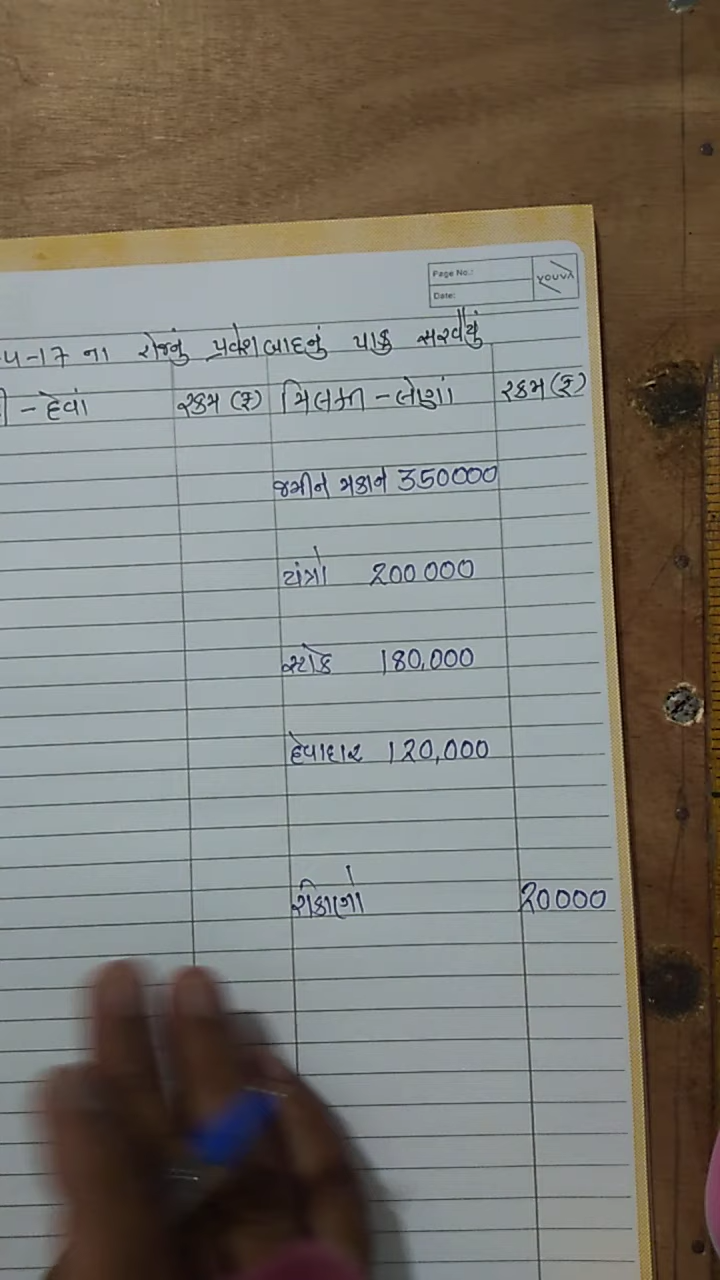 Page No.:
Date:
YOUVA
-૫-17 ના રોજનું પ્રવેશ બાદનું પાકુ સરવૈયું
ી - દેવાં રકમ (₹) મિલકત - લેણાં રકમ (₹)
જમીન મકાન 350000
યંત્રો 200000
સ્ટોક 180,000
દેવાદાર 120,000
રોકાણો 20000